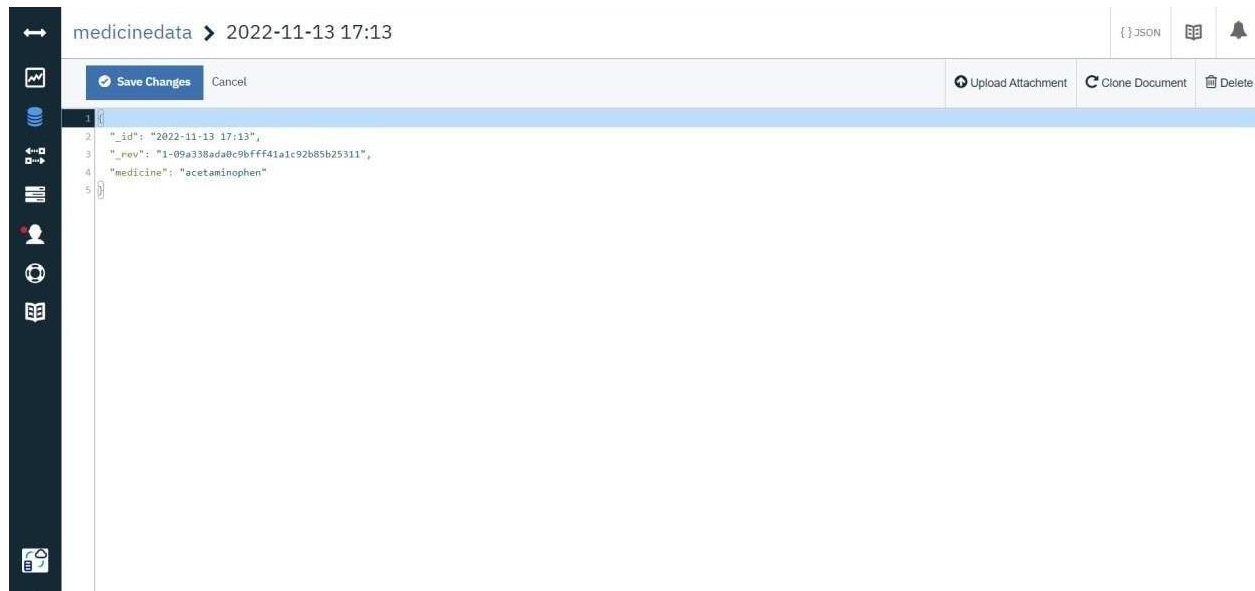 medicinedata > 2022-11-13 17:13
{ } JSON
Save Changes Cancel
Upload Attachment Clone Document Delete
1 {
2 "_id": "2022-11-13 17:13",
3 "_rev": "1-09a338ada0c9bfff41a1c92b85b25311",
4 "medicine": "acetaminophen"
5 }